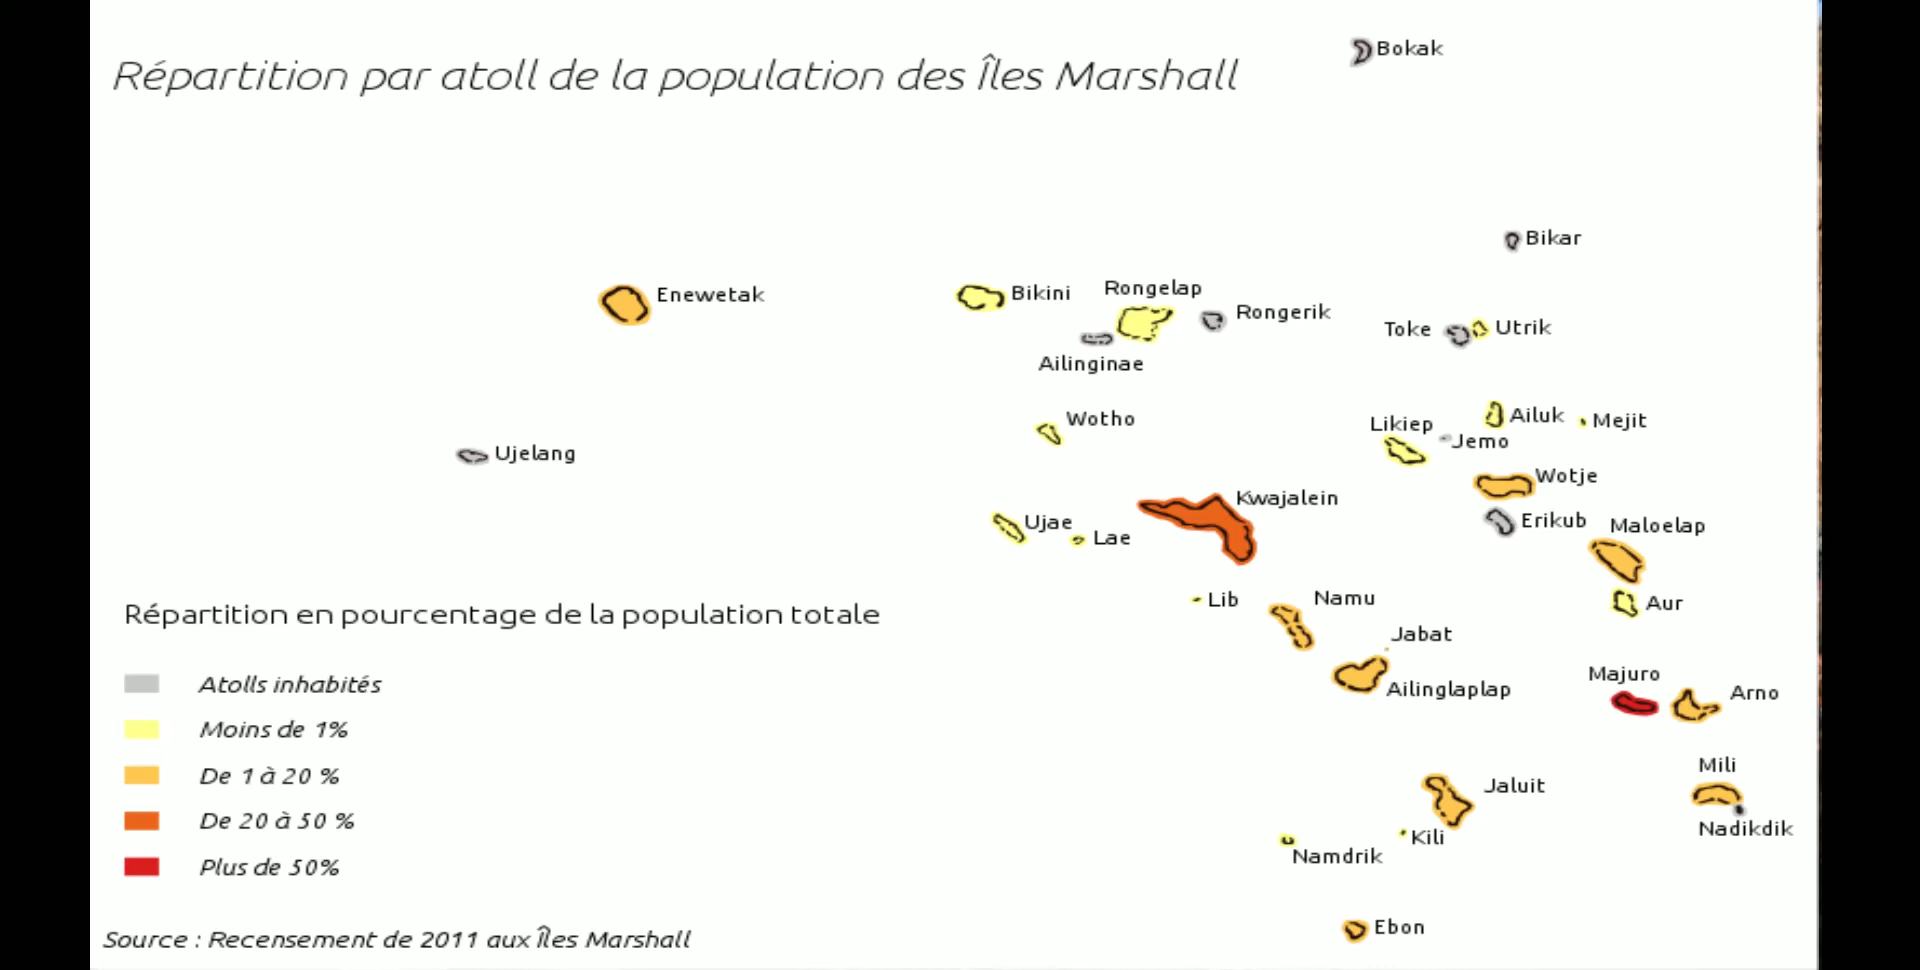 Répartition par atoll de la population des Îles Marshall
Bokak
Bikar
Enewetak
Bikini
Rongelap
Rongerik
Ailinginae
Toke
Utrik
Wotho
Likiep
Jemo
Ailuk
Mejit
Ujelang
Wotje
Kwajalein
Ujae
Lae
Erikub
Maloelap
Lib
Namu
Aur
Jabat
Ailinglaplap
Majuro
Arno
Mili
Nadikdik
Jaluit
Kili
Namdrik
Ebon
Répartition en pourcentage de la population totale
Atolls inhabités
Moins de 1%
De 1 à 20 %
De 20 à 50 %
Plus de 50%
Source : Recensement de 2011 aux Îles Marshall